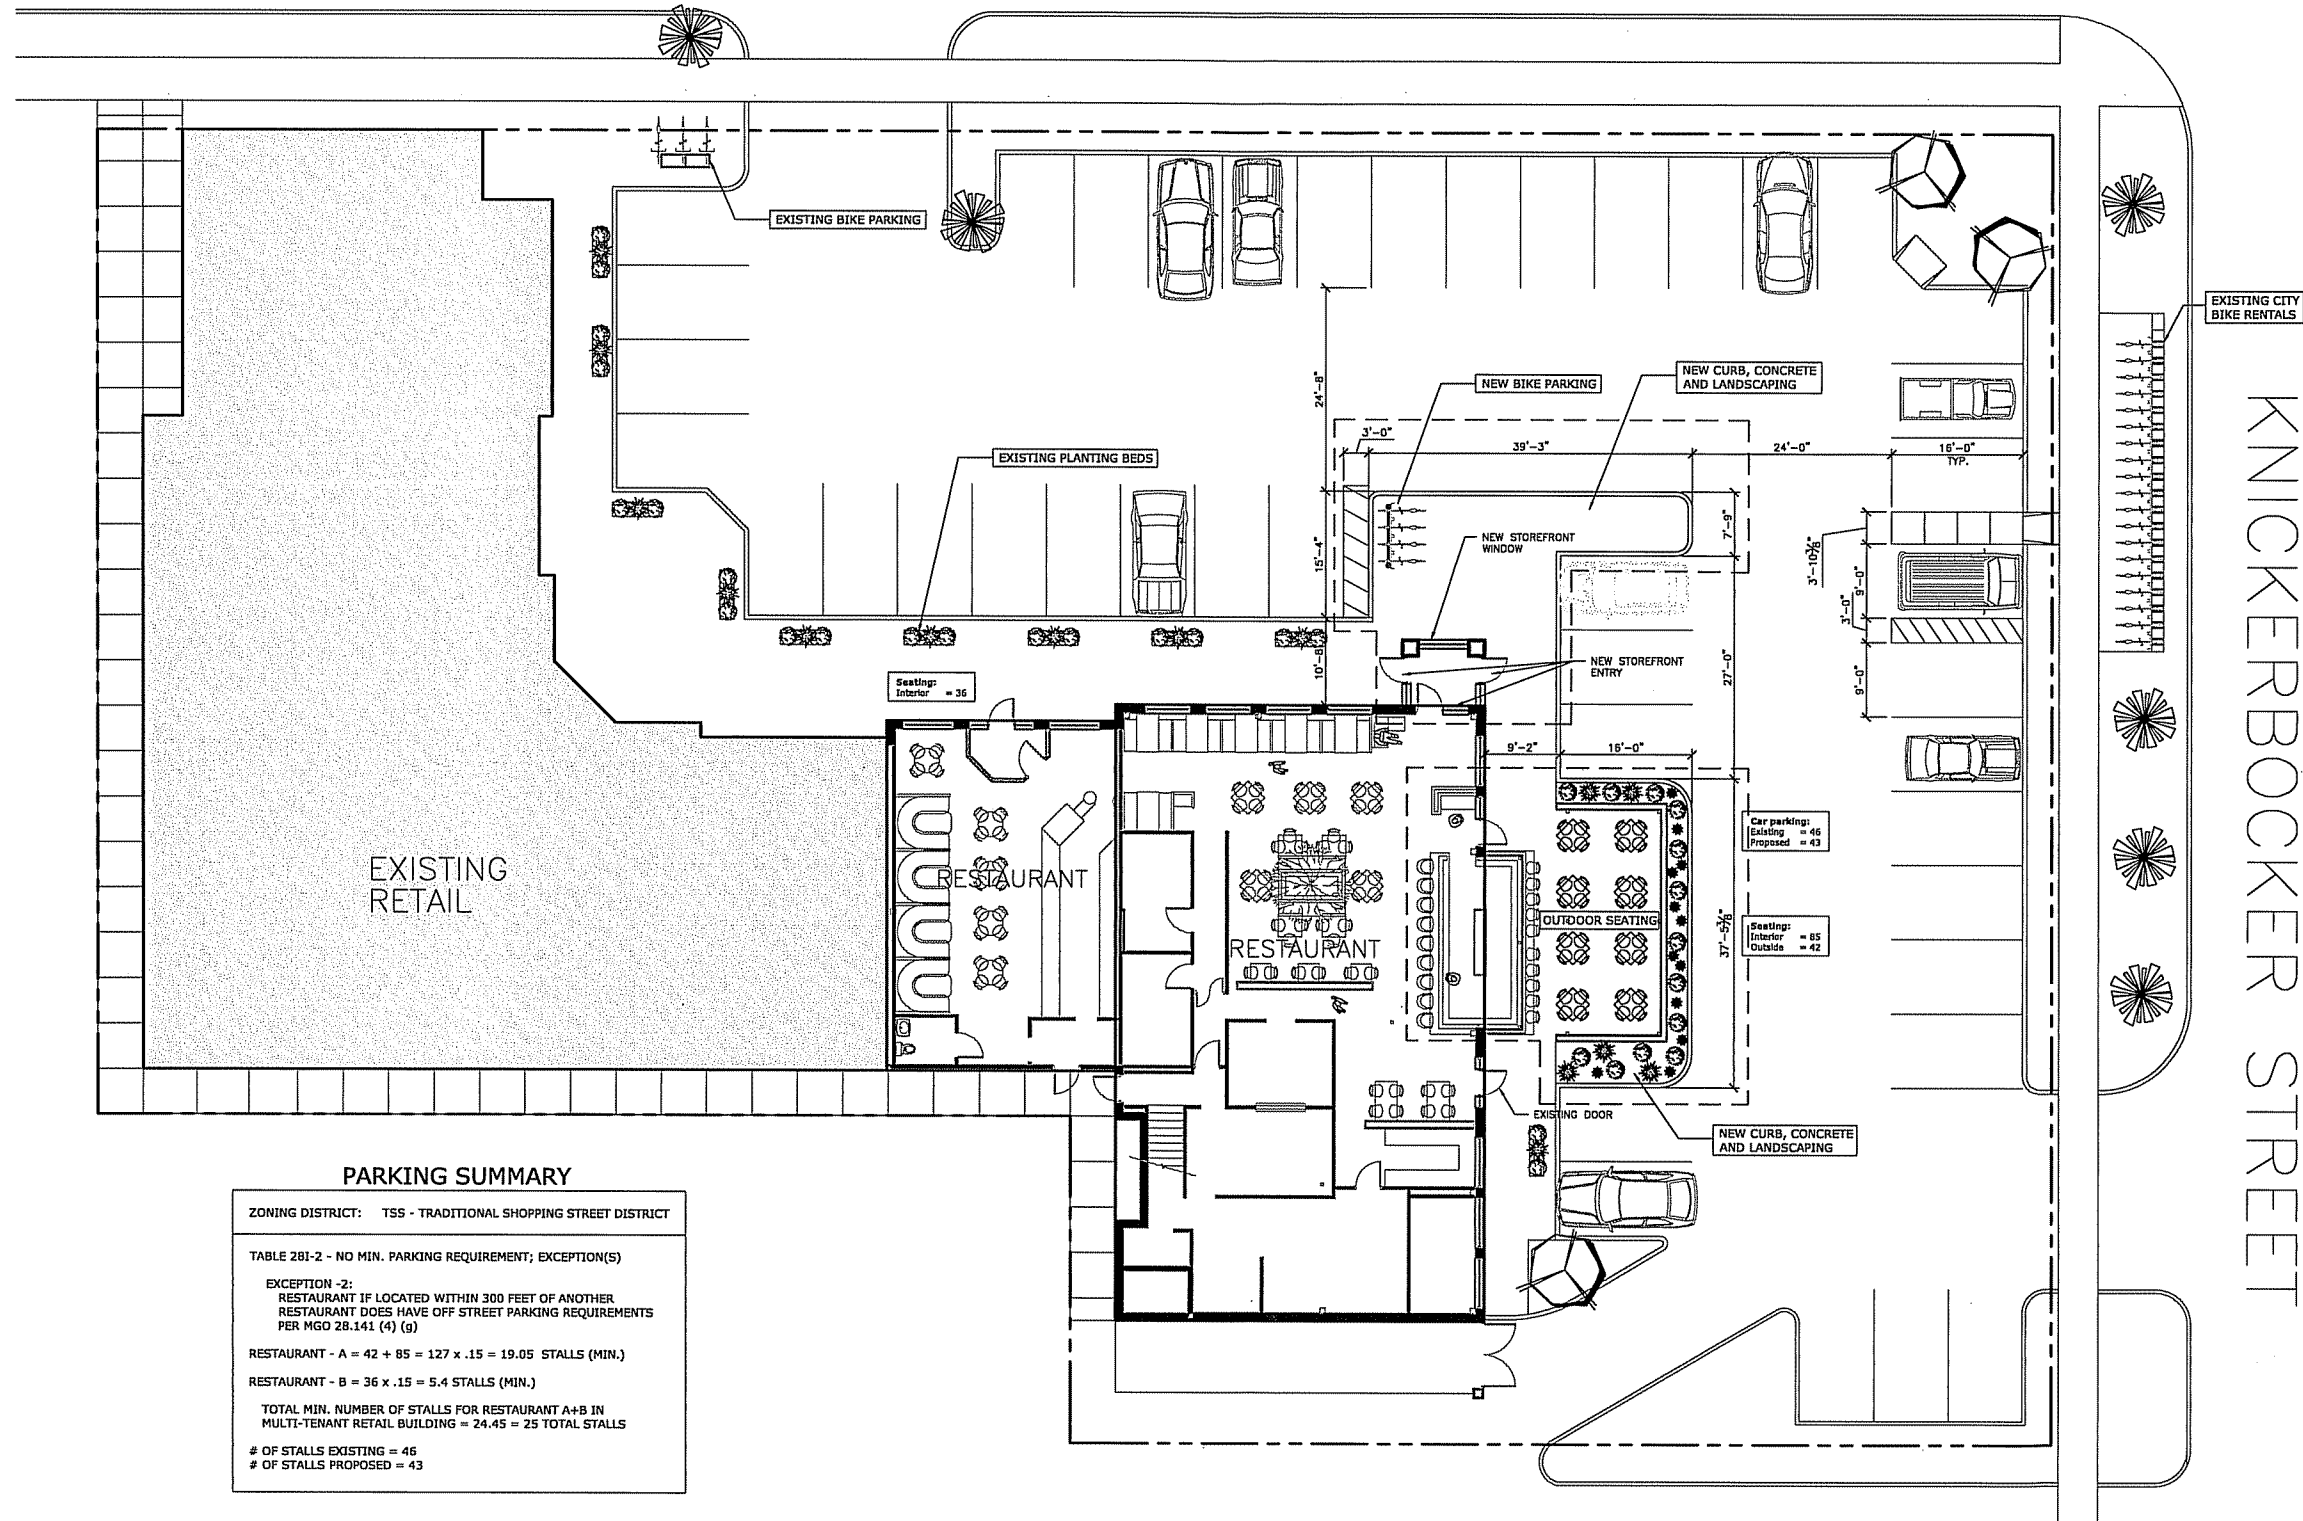 EXISTING BIKE PARKING
EXISTING CITY
BIKE RENTALS
NEW CURB, CONCRETE
AND LANDSCAPING
NEW BIKE PARKING
24'-8"
3'-0"
39'-3"
24'-0"
16'-0"
TYP.
EXISTING PLANTING BEDS
KNICKERBOCKER STREET
NEW STOREFRONT
WINDOW
7'-9"
15'-4"
3'-10⅜"
9'-0"
3'-0"
9'-0"
10'-8"
NEW STOREFRONT
ENTRY
27'-0"
Seating:
Interior = 36
9'-2"
16'-0"
Car parking:
Existing = 46
Proposed = 43
EXISTING
RETAIL
RESTAURANT
OUTDOOR SEATING
RESTAURANT
37'-5⅜"
Seating:
Interior = 85
Outside = 42
EXISTING DOOR
NEW CURB, CONCRETE
AND LANDSCAPING
PARKING SUMMARY
ZONING DISTRICT: TSS - TRADITIONAL SHOPPING STREET DISTRICT
TABLE 28I-2 - NO MIN. PARKING REQUIREMENT; EXCEPTION(S)
EXCEPTION -2:
RESTAURANT IF LOCATED WITHIN 300 FEET OF ANOTHER
RESTAURANT DOES HAVE OFF STREET PARKING REQUIREMENTS
PER MGO 28.141 (4) (g)
RESTAURANT - A = 42 + 85 = 127 x .15 = 19.05 STALLS (MIN.)
RESTAURANT - B = 36 x .15 = 5.4 STALLS (MIN.)
TOTAL MIN. NUMBER OF STALLS FOR RESTAURANT A+B IN
MULTI-TENANT RETAIL BUILDING = 24.45 = 25 TOTAL STALLS
# OF STALLS EXISTING = 46
# OF STALLS PROPOSED = 43